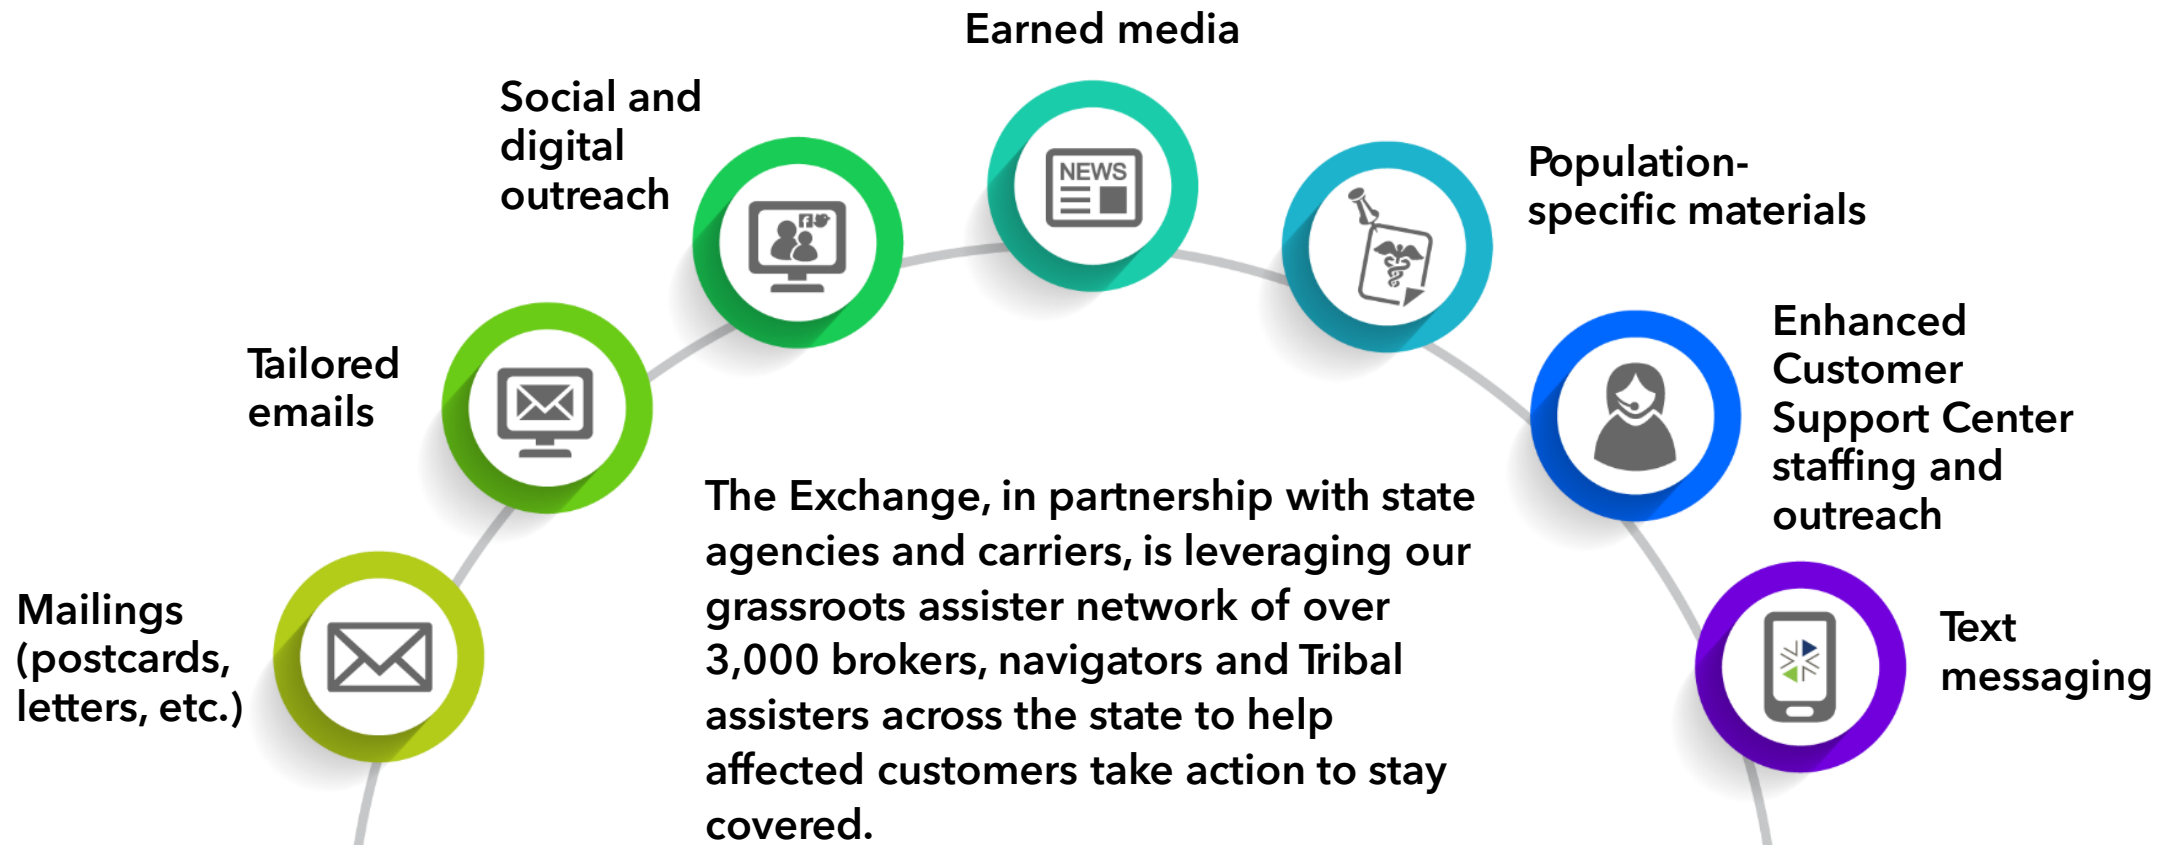 Earned media
Social and
digital
outreach
NEWS
Population-
specific materials
Tailored
emails
Enhanced
Customer
Support Center
staffing and
outreach
The Exchange, in partnership with state
agencies and carriers, is leveraging our
grassroots assister network of over
3,000 brokers, navigators and Tribal
assisters across the state to help
affected customers take action to stay
covered.
Mailings
(postcards,
letters, etc.)
Text
messaging